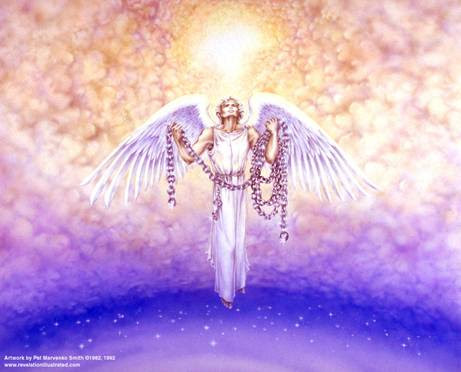 Artwork by Pat Marvenko Smith ©1982, 1992
www.revelationillustrated.com